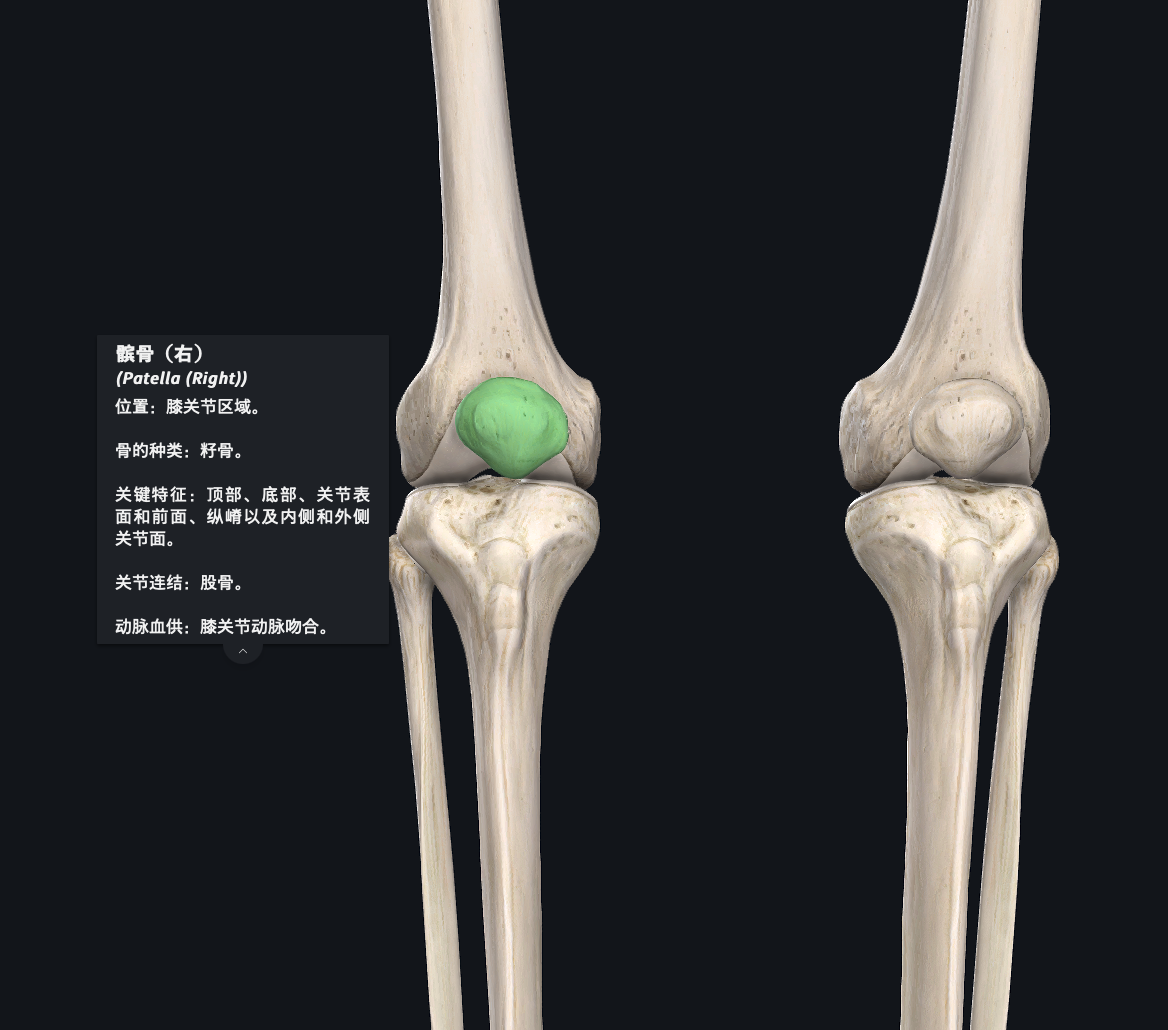 髌骨（右）
(Patella (Right))
位置：膝关节区域。
骨的种类：籽骨。
关键特征：顶部、底部、关节表
面和前面、纵嵴以及内侧和外侧
关节面。
关节连结：股骨。
动脉血供：膝关节动脉吻合。